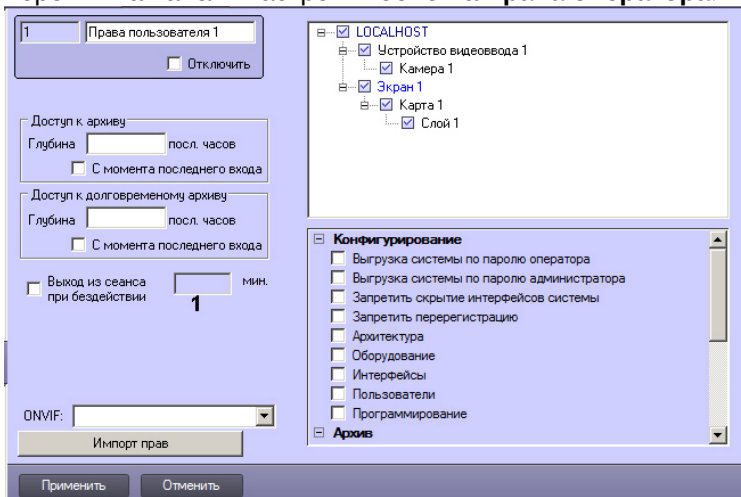 1 Права пользователя 1
Отключить
Доступ к архиву
Глубина посл. часов
С момента последнего входа
Доступ к долговременому архиву
Глубина посл. часов
С момента последнего входа
Выход из сеанса при бездействии мин.
1
ONVIF:
Импорт прав
LOCALHOST
Устройство видеоввода 1
Камера 1
Экран 1
Карта 1
Слой 1
Конфигурирование
Выгрузка системы по паролю оператора
Выгрузка системы по паролю администратора
Запретить скрытие интерфейсов системы
Запретить перерегистрацию
Архитектура
Оборудование
Интерфейсы
Пользователи
Программирование
Архив
Применить Отменить